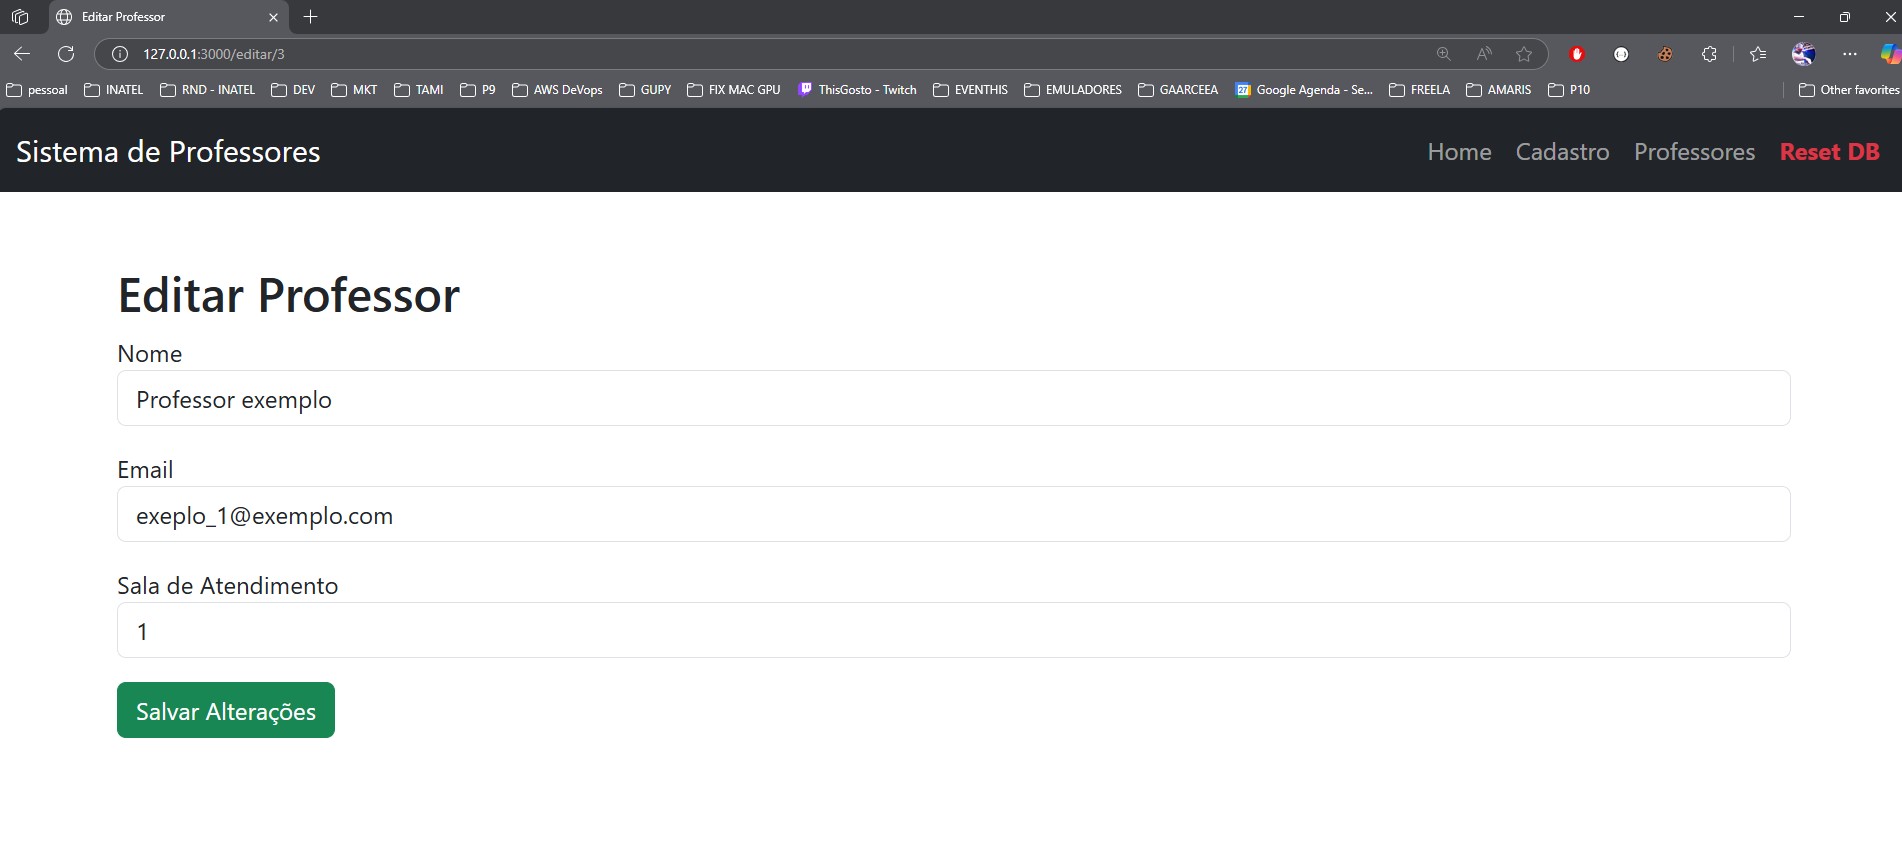 Editar Professor
127.0.0.1:3000/editar/3
pessoal INATEL RND - INATEL DEV MKT TAMI P9 AWS DeVops GUPY FIX MAC GPU ThisGosto - Twitch EVENTHIS EMULADORES GAARCEEA 27 Google Agenda - Se... FREELA AMARIS P10 Other favorites
Sistema de Professores Home Cadastro Professores Reset DB
Editar Professor
Nome
Professor exemplo
Email
exeplo_1@exemplo.com
Sala de Atendimento
1
Salvar Alterações